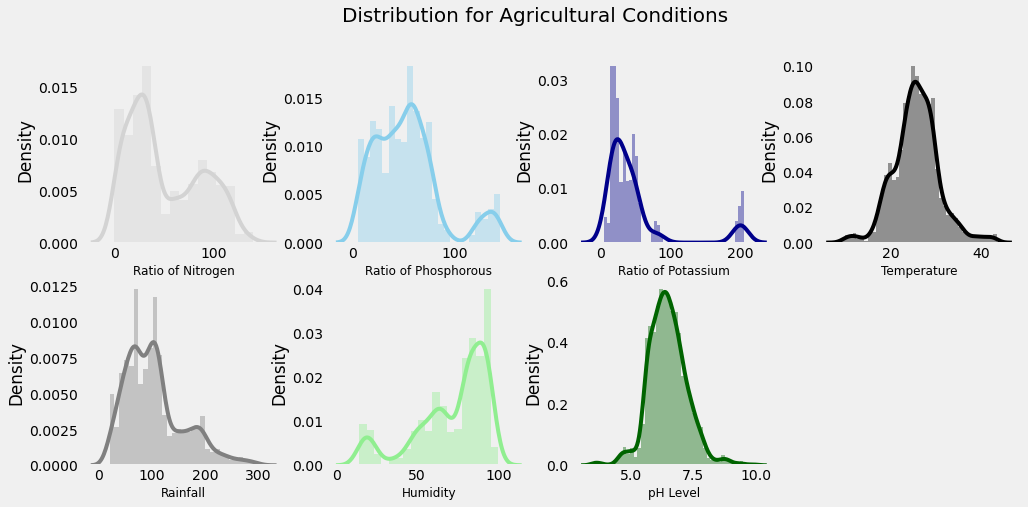 Distribution for Agricultural Conditions
Density
0.015
0.010
0.005
0.000
0 100
Ratio of Nitrogen
Density
0.015
0.010
0.005
0.000
0 100
Ratio of Phosphorous
Density
0.03
0.02
0.01
0.00
0 100 200
Ratio of Potassium
Density
0.10
0.08
0.06
0.04
0.02
0.00
20 40
Temperature
Density
0.0125
0.0100
0.0075
0.0050
0.0025
0.0000
0 100 200 300
Rainfall
Density
0.04
0.03
0.02
0.01
0.00
0 50 100
Humidity
Density
0.6
0.4
0.2
0.0
5.0 7.5 10.0
pH Level